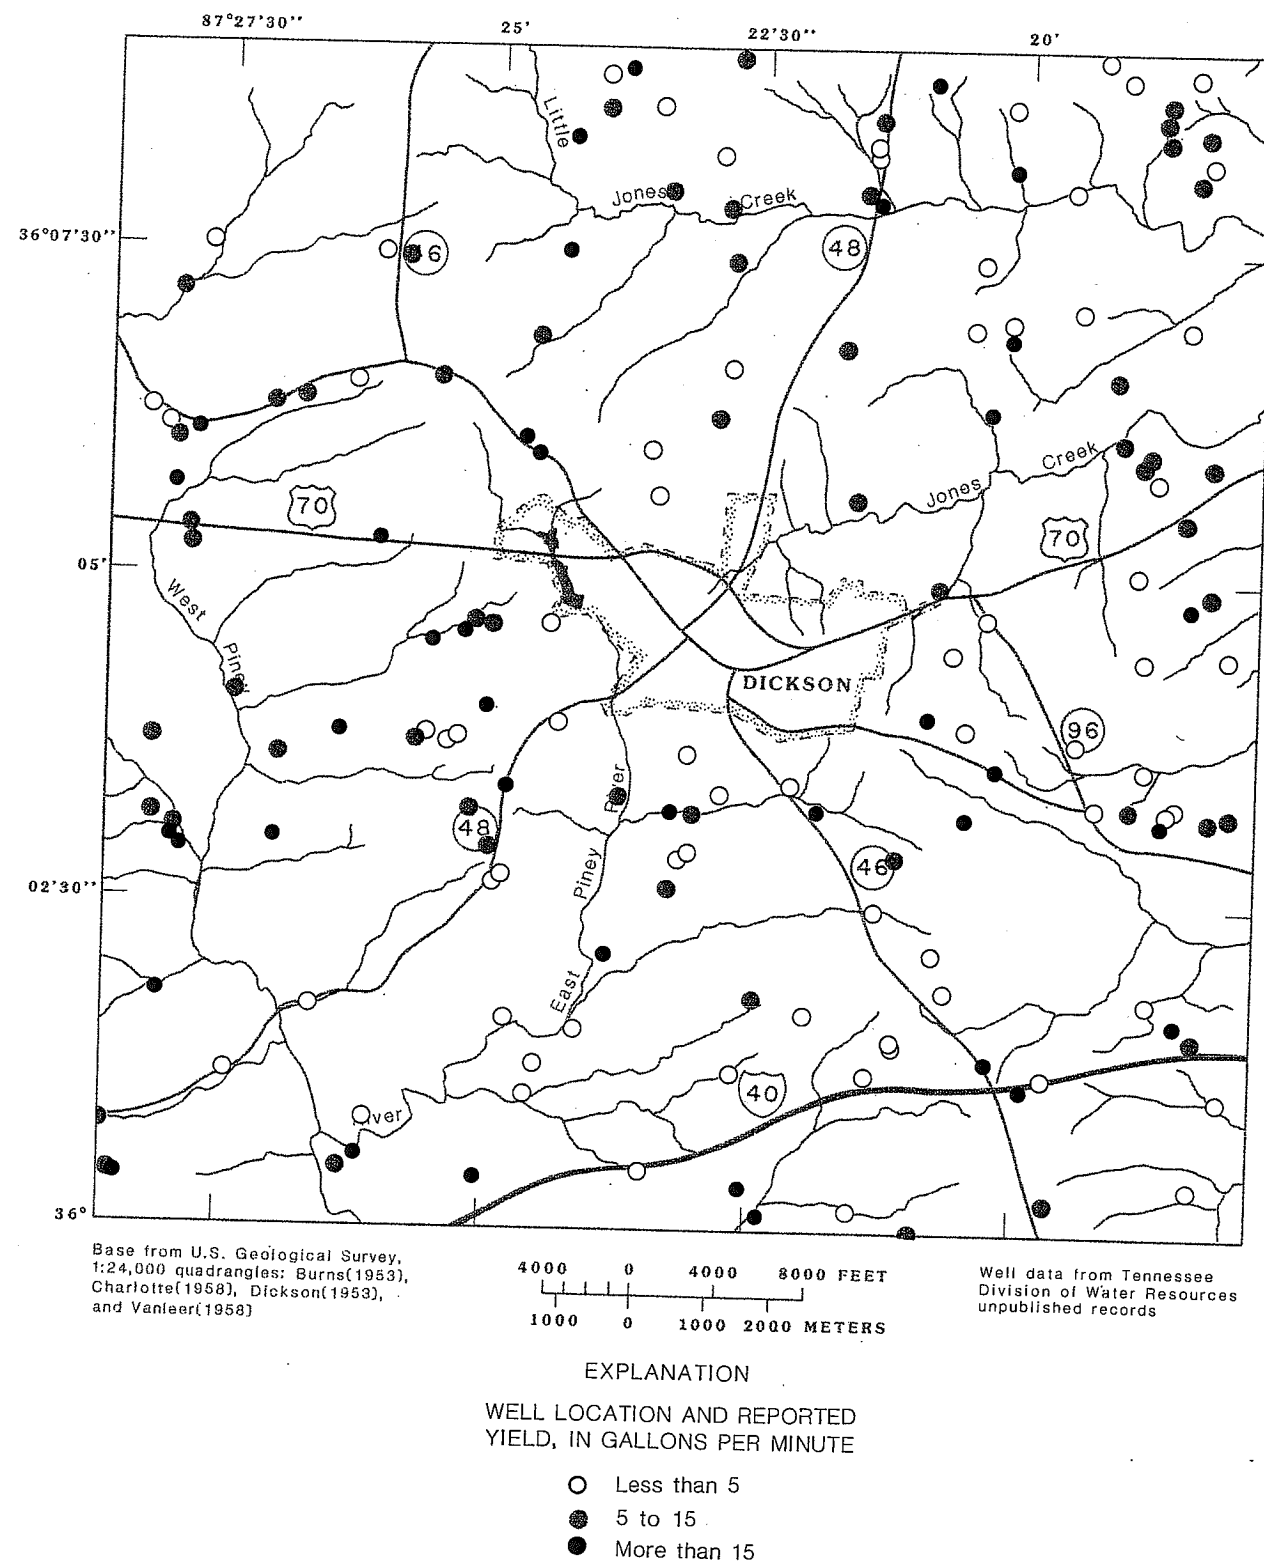 87°27'30''
25'
22'30''
20'
Little
Jones Creek
36°07'30''
46
48
70
Jones Creek
70
05'
West
Piney
DICKSON
96
48
River
Piney
East
46
02'30''
40
River
36°
Base from U.S. Geological Survey,
1:24,000 quadrangles: Burns(1953),
Charlotte(1958), Dickson(1953),
and Vanleer(1958)
4000 0 4000 8000 FEET
1000 0 1000 2000 METERS
Well data from Tennessee
Division of Water Resources
unpublished records
EXPLANATION
WELL LOCATION AND REPORTED
YIELD, IN GALLONS PER MINUTE
Less than 5
5 to 15
More than 15